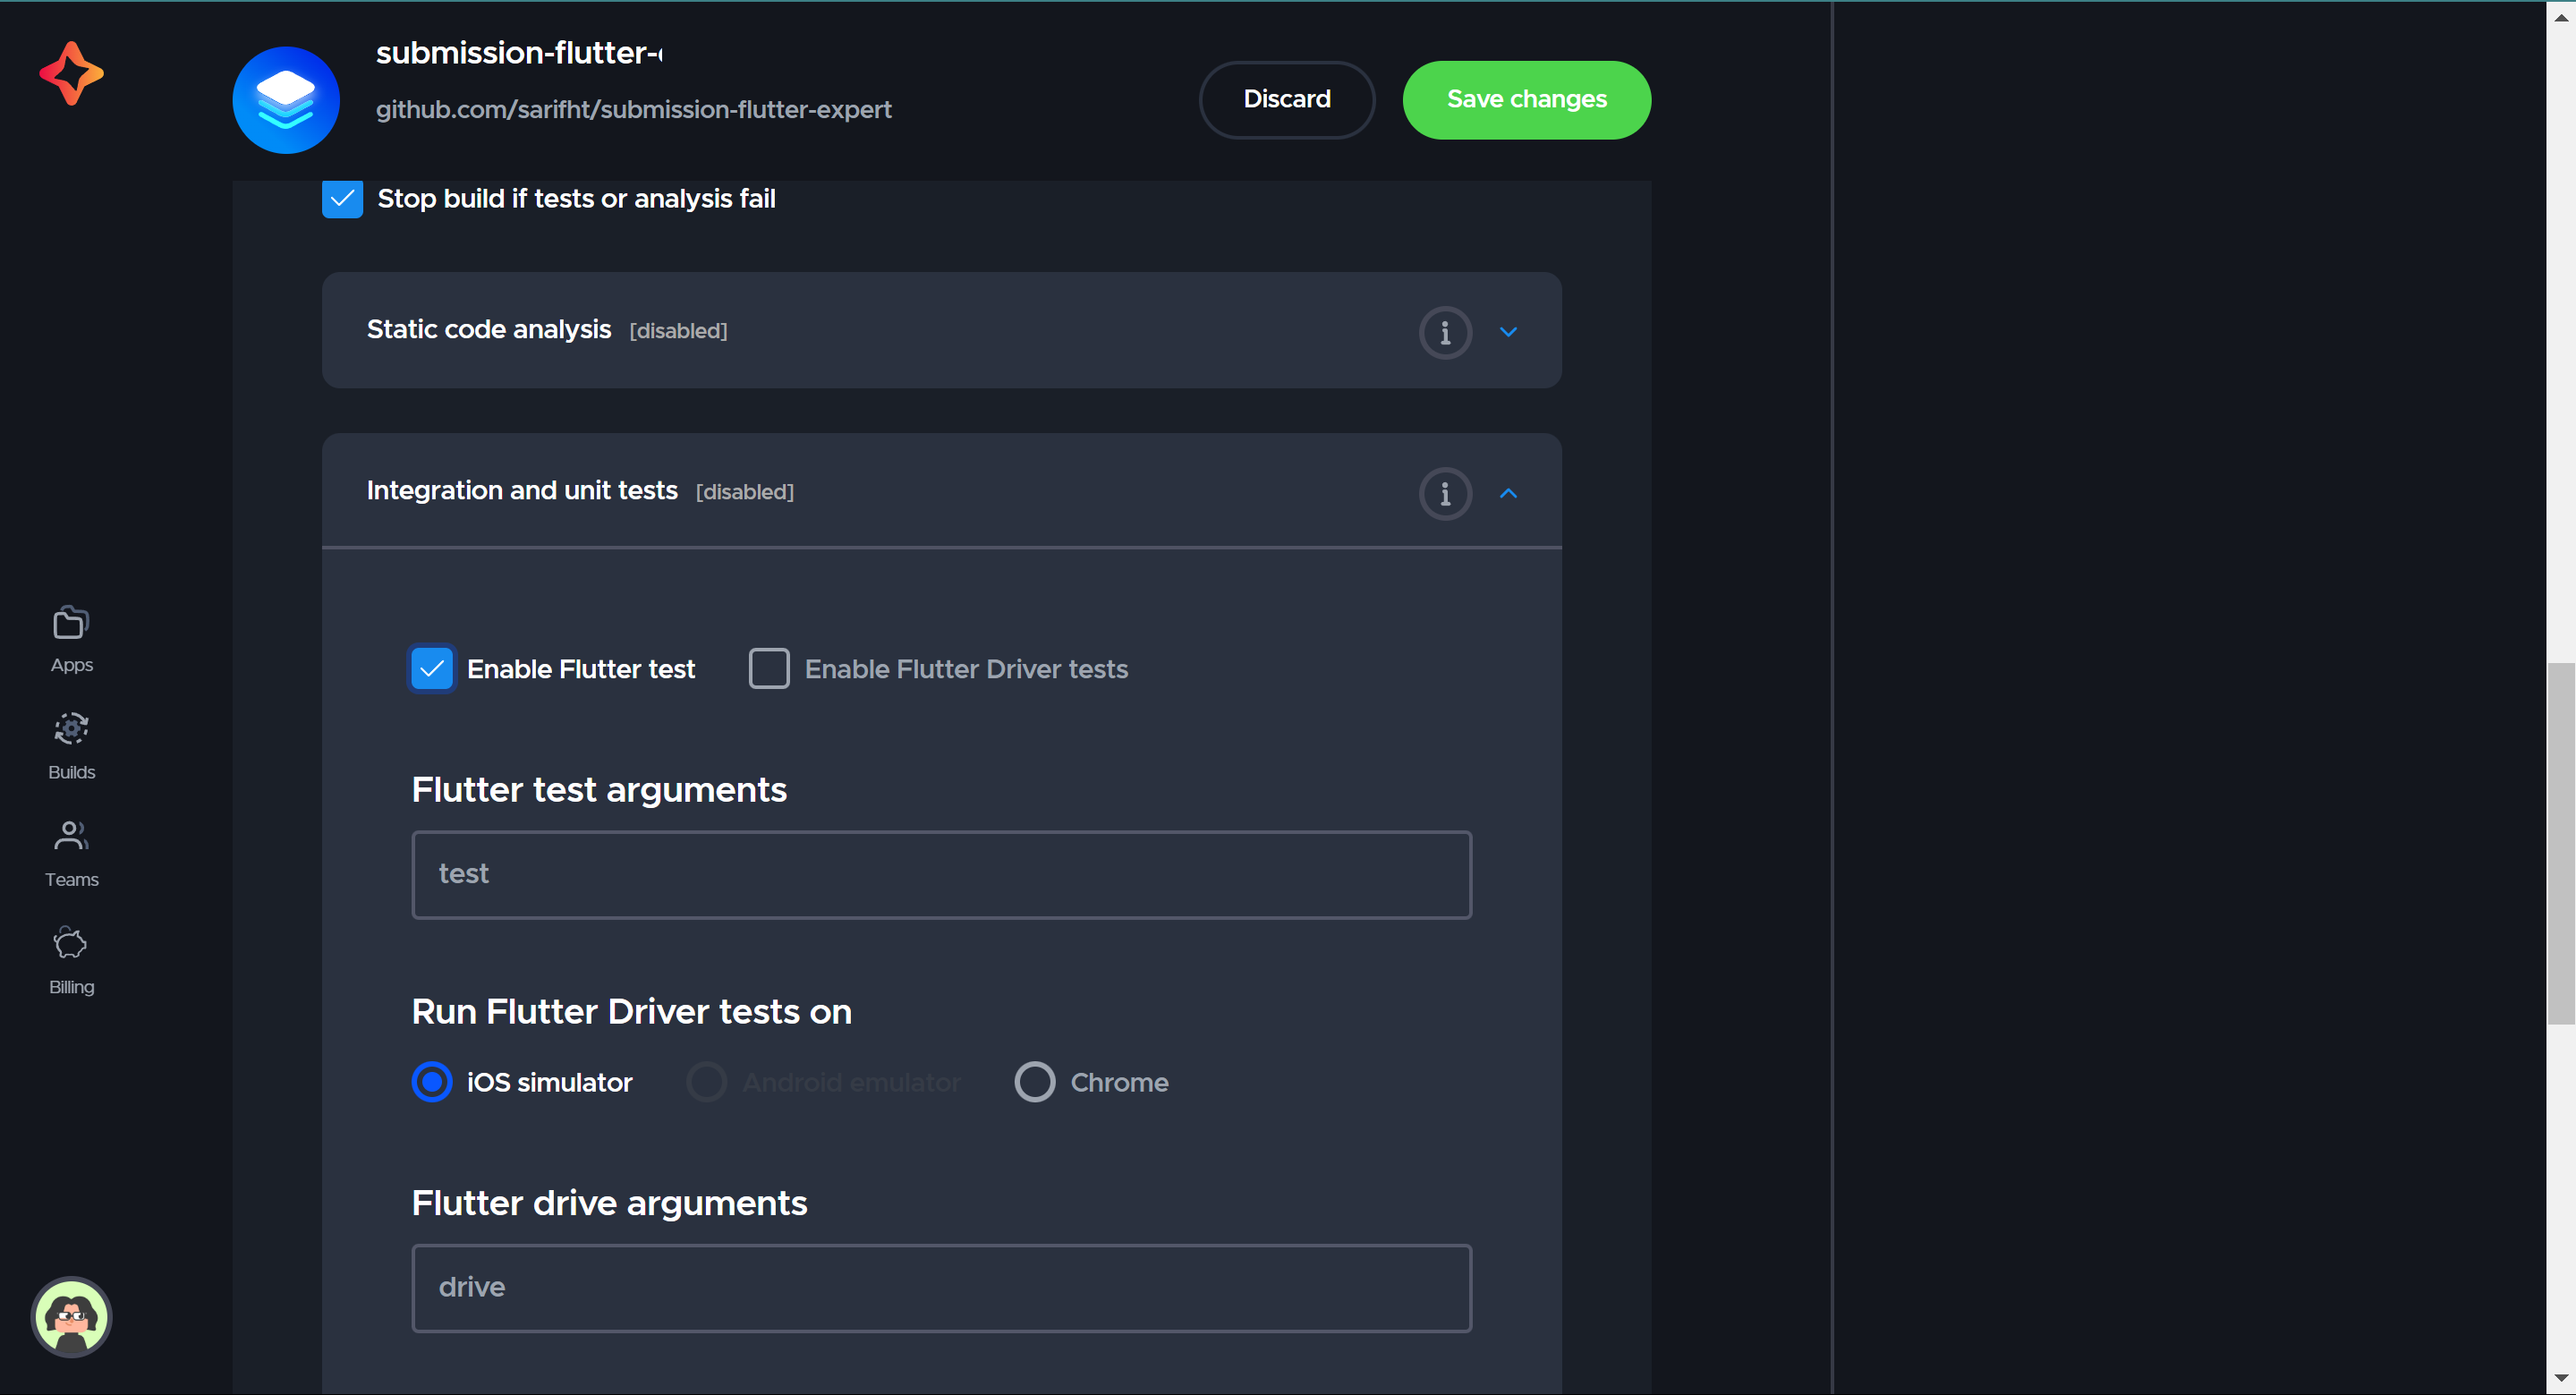 submission-flutter-
github.com/sarifht/submission-flutter-expert
Discard
Save changes
Stop build if tests or analysis fail
Static code analysis [disabled]
Integration and unit tests [disabled]
Apps
Builds
Teams
Billing
Enable Flutter test
Enable Flutter Driver tests
Flutter test arguments
test
Run Flutter Driver tests on
iOS simulator
Android emulator
Chrome
Flutter drive arguments
drive